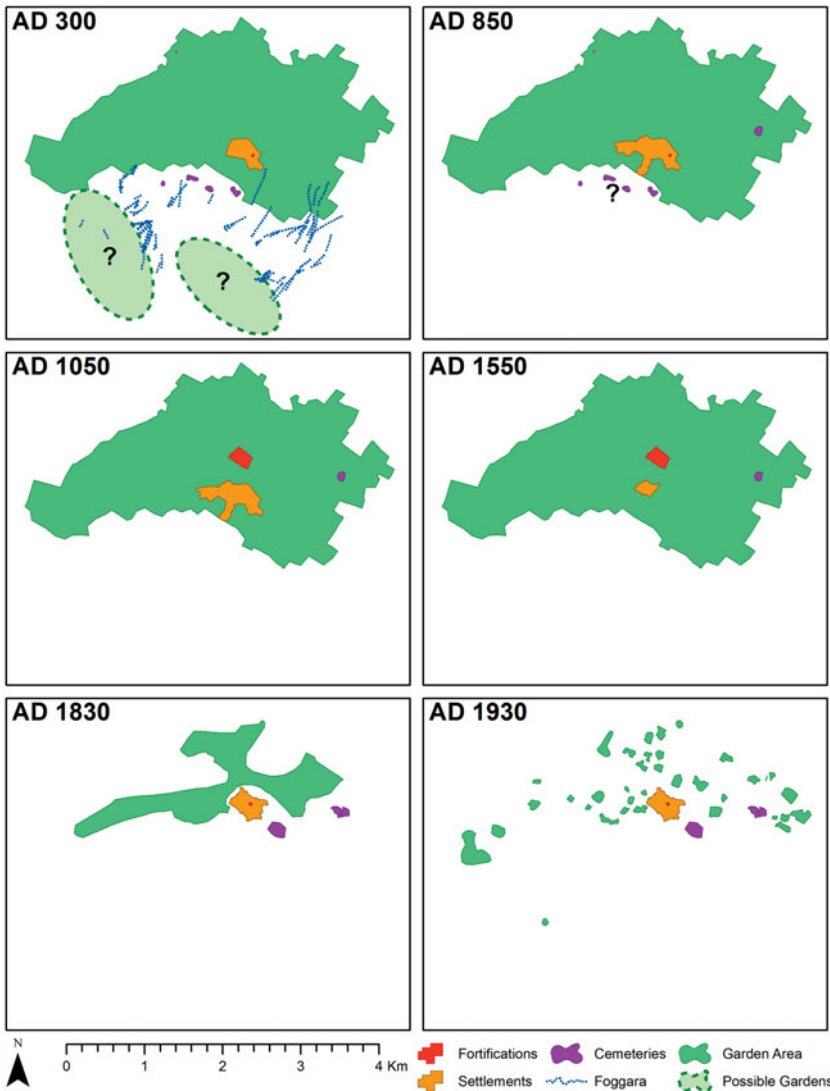 AD 300
AD 850
?
?
?
AD 1050
AD 1550
AD 1830
AD 1930
N
0 1 2 4 Km
Fortifications
Cemeteries
Garden Area
Settlements
Foggara
Possible Gardens